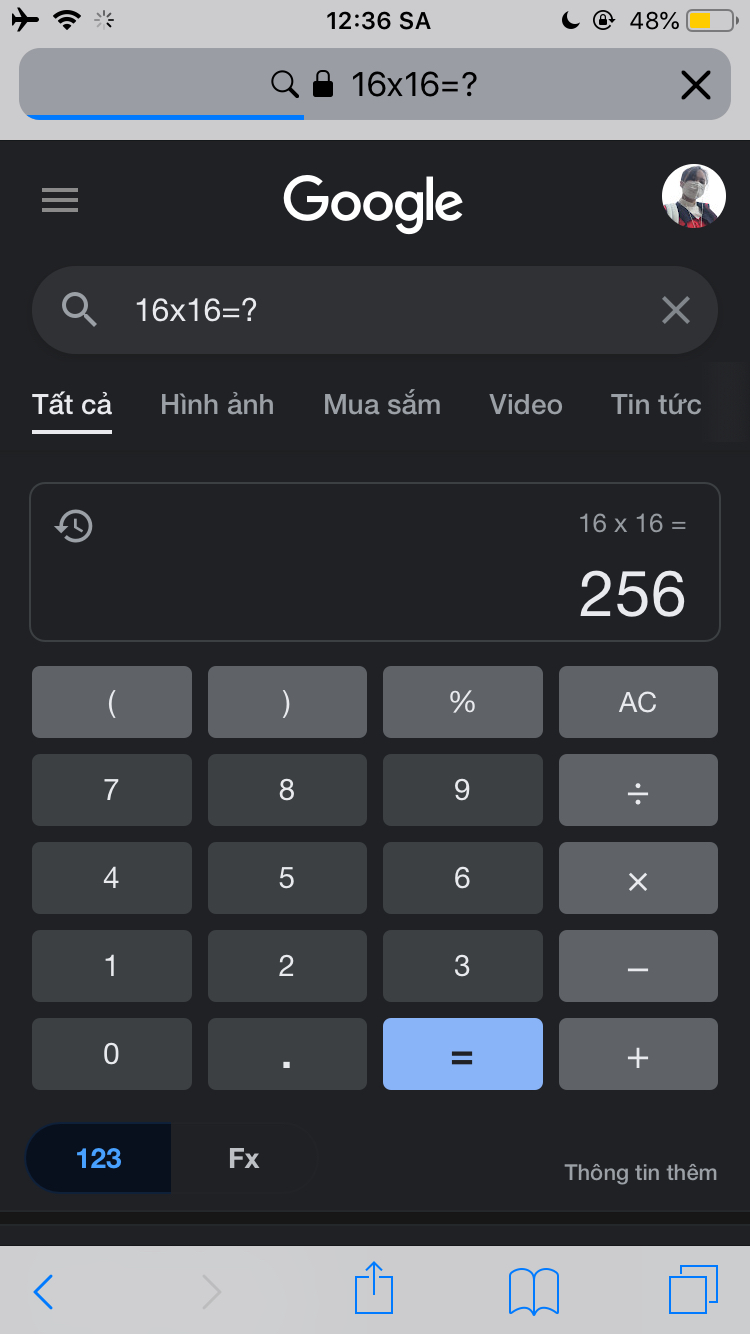 12:36 SA 48%
16x16=?
Google
16x16=?
Tất cả Hình ảnh Mua sắm Video Tin tức
16 x 16 =
256
( ) % AC
7 8 9 ÷
4 5 6 ×
1 2 3 −
0 . = +
123 Fx
Thông tin thêm